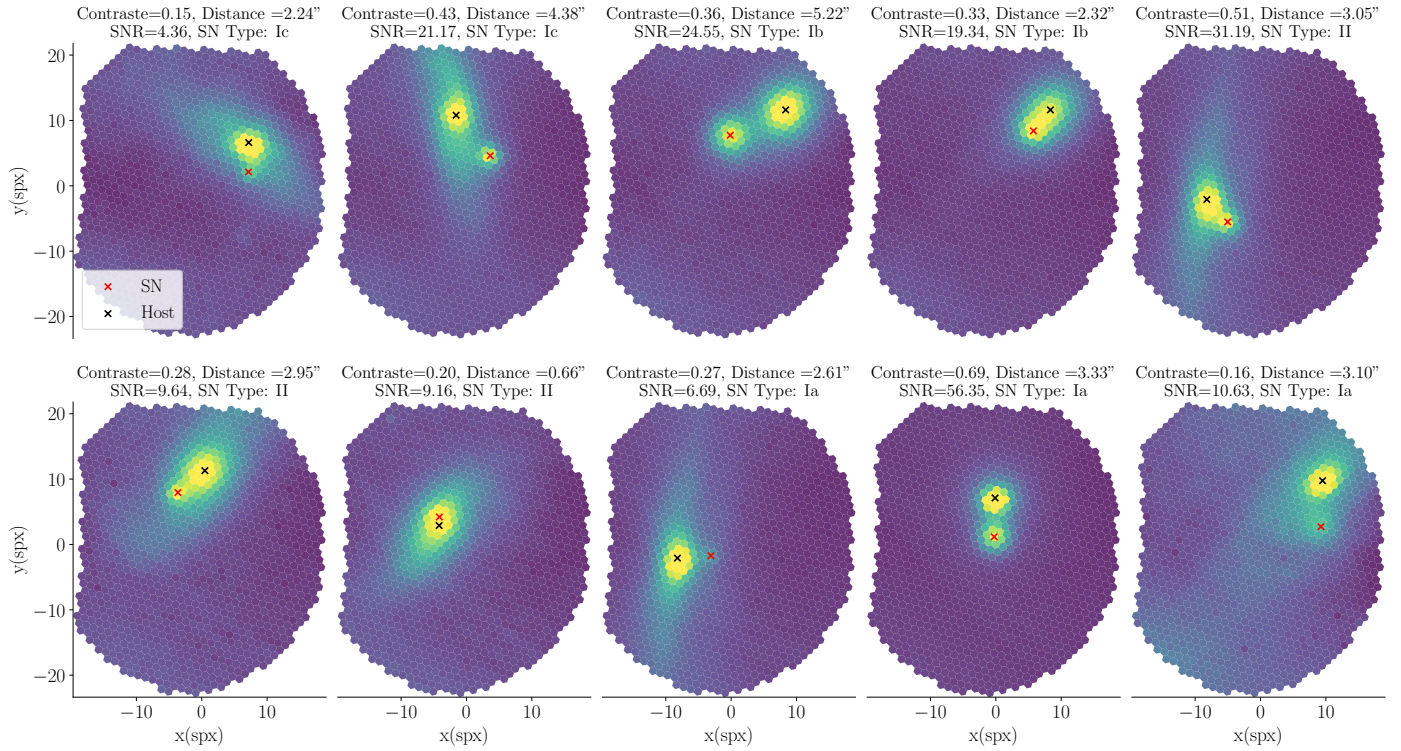 Contraste=0.15, Distance =2.24”
SNR=4.36, SN Type: Ic
Contraste=0.43, Distance =4.38”
SNR=21.17, SN Type: Ic
Contraste=0.36, Distance =5.22”
SNR=24.55, SN Type: Ib
Contraste=0.33, Distance =2.32”
SNR=19.34, SN Type: Ib
Contraste=0.51, Distance =3.05”
SNR=31.19, SN Type: II
20
10
0
−10
−20
y(spx)
SN
Host
Contraste=0.28, Distance =2.95”
SNR=9.64, SN Type: II
Contraste=0.20, Distance =0.66”
SNR=9.16, SN Type: II
Contraste=0.27, Distance =2.61”
SNR=6.69, SN Type: Ia
Contraste=0.69, Distance =3.33”
SNR=56.35, SN Type: Ia
Contraste=0.16, Distance =3.10”
SNR=10.63, SN Type: Ia
20
10
0
−10
−20
y(spx)
−10 0 10
x(spx)
−10 0 10
x(spx)
−10 0 10
x(spx)
−10 0 10
x(spx)
−10 0 10
x(spx)